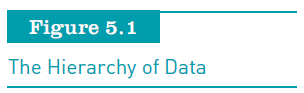 Figure 5.1
The Hierarchy of Data